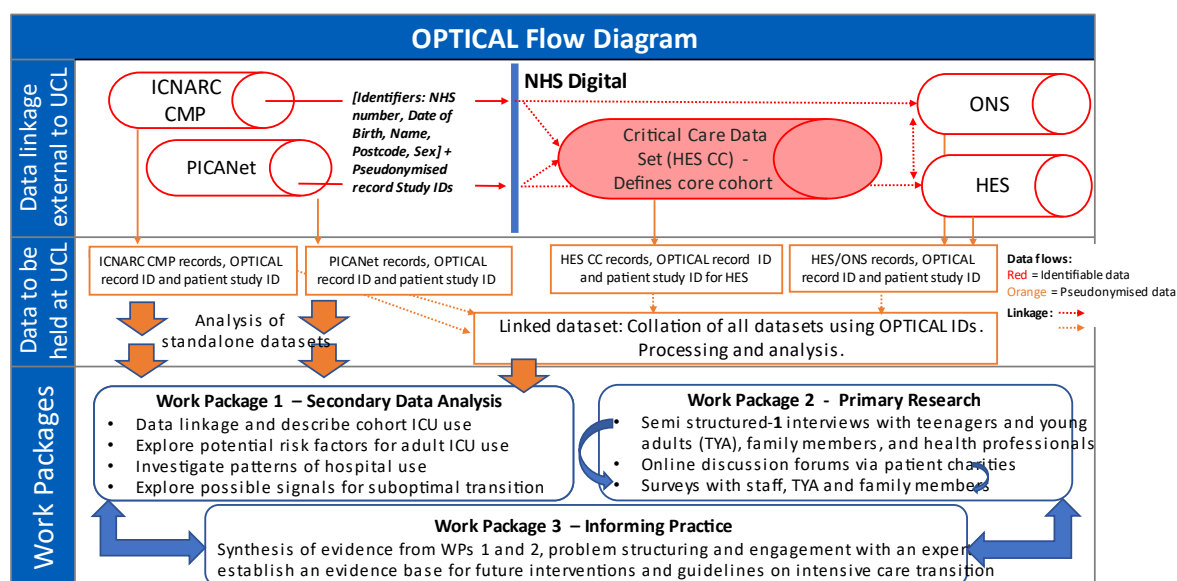 OPTICAL Flow Diagram
Data linkage
external to UCL
ICNARC
CMP
PICANet
[Identifiers: NHS
number, Date of
Birth, Name,
Postcode, Sex] +
Pseudonymised
record Study IDs
NHS Digital
Critical Care Data
Set (HES CC) -
Defines core cohort
ONS
HES
Data to be
held at UCL
ICNARC CMP records, OPTICAL
record ID and patient study ID
PICANet records, OPTICAL
record ID and patient study ID
HES CC records, OPTICAL record ID
and patient study ID for HES
HES/ONS records, OPTICAL
record ID and patient study ID
Data flows:
Red = Identifiable data
Orange = Pseudonymised data
Linkage:
Analysis of
standalone datasets
Linked dataset: Collation of all datasets using OPTICAL IDs.
Processing and analysis.
Work Packages
Work Package 1 – Secondary Data Analysis
• Data linkage and describe cohort ICU use
• Explore potential risk factors for adult ICU use
• Investigate patterns of hospital use
• Explore possible signals for suboptimal transition
Work Package 2 - Primary Research
• Semi structured-1 interviews with teenagers and young
adults (TYA), family members, and health professionals
• Online discussion forums via patient charities
• Surveys with staff, TYA and family members
Work Package 3 – Informing Practice
Synthesis of evidence from WPs 1 and 2, problem structuring and engagement with an exper
establish an evidence base for future interventions and guidelines on intensive care transition